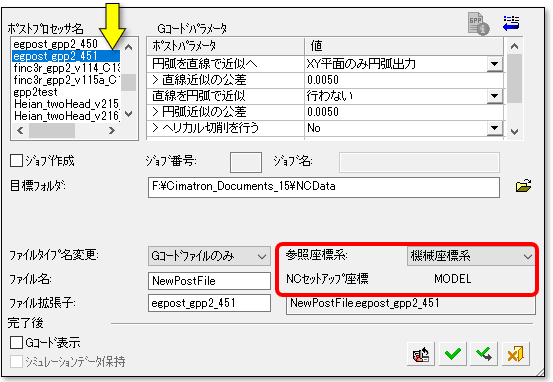 ポストプロセッサ名
egpost_gpp2_450
egpost_gpp2_451
finc3r_gpp2_v114_C13
finc3r_gpp2_v115a_C1
gpp2test
Heian_twoHead_v215
Heian_twoHead_v216
Gコードパラメータ
ポストパラメータ 値
円弧を直線で近似へ XY平面のみ円弧出力
> 直線近似の公差 0.0050
直線を円弧で近似 行わない
> 円弧近似の公差 0.0050
> ヘリカル切削を行う No
GPP
ジョブ作成 ジョブ番号: ジョブ名:
目標フォルダ: F:¥Cimatron_Documents_15¥NCData
ファイルタイプ名変更: Gコードファイルのみ 参照座標系: 機械座標系
NCセットアップ座標 MODEL
ファイル名: NewPostFile
ファイル拡張子: egpost_gpp2_451 NewPostFile.egpost_gpp2_451
完了後
Gコード表示
シミュレーションデータ保持